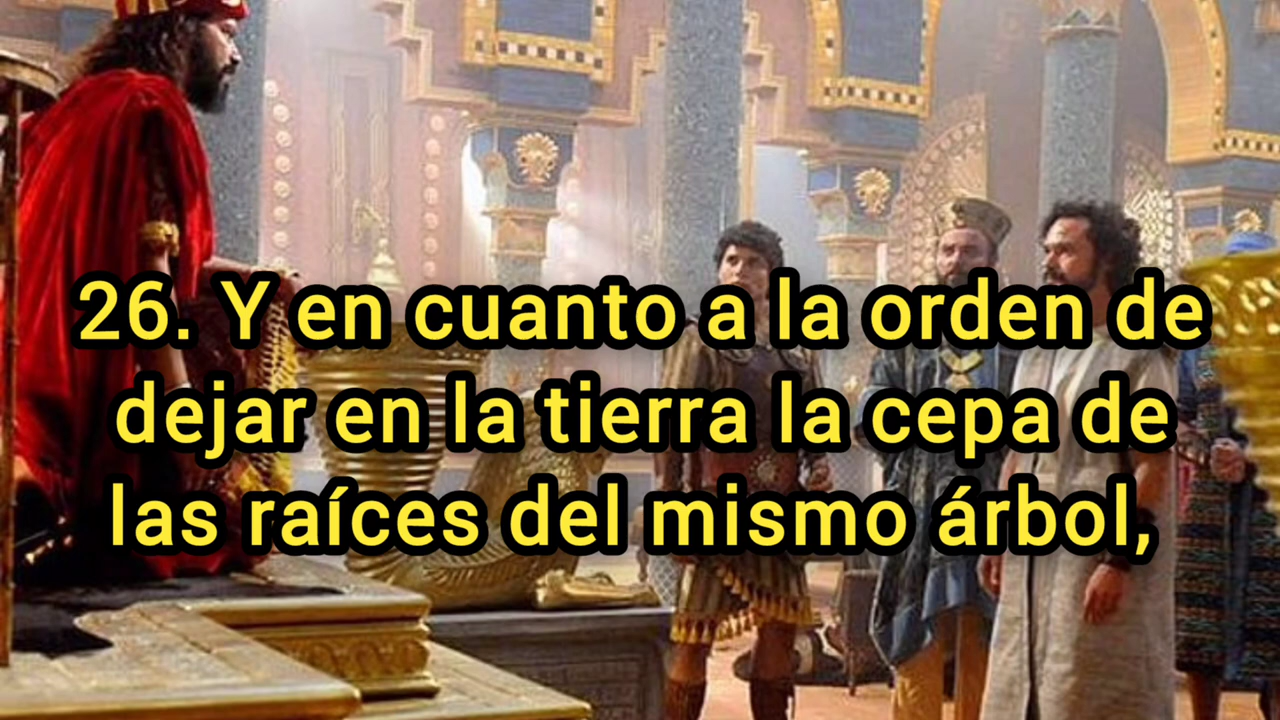 26. Y en cuanto a la orden de
dejar en la tierra la cepa de
las raíces del mismo árbol,